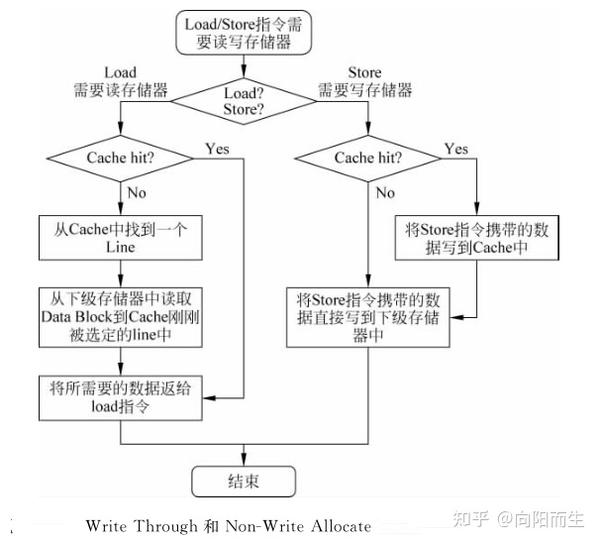 Load/Store指令需
要读写存储器
Load
需要读存储器
Load?
Store?
Store
需要写存储器
Cache hit?
Yes
No
从Cache中找到一个
Line
从下级存储器中读取
Data Block到Cache刚刚
被选定的line中
将所需要的数据返给
load指令
Cache hit?
Yes
No
将Store指令携带的数
据写到Cache中
将Store指令携带的数
据直接写到下级存储
器中
结束
Write Through 和 Non-Write Allocate
知乎 @向阳而生